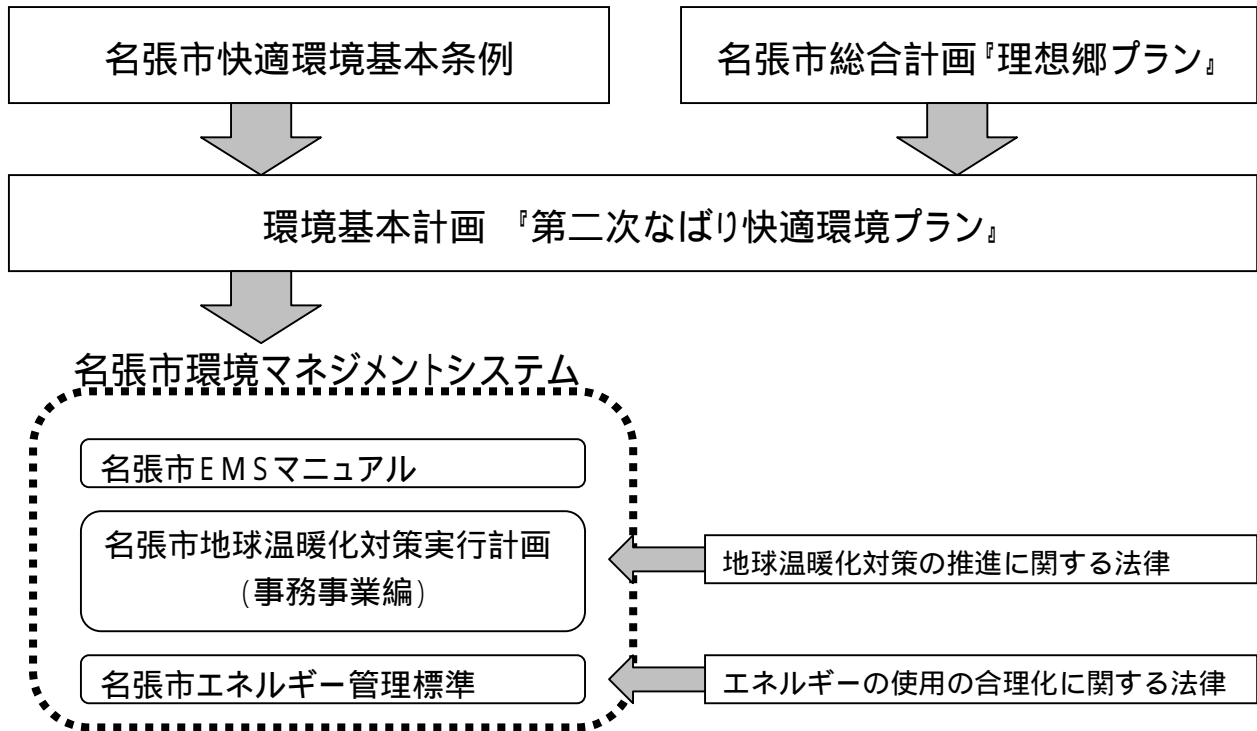 名張市快適環境基本条例
名張市総合計画『理想郷プラン』
環境基本計画 『第二次なばり快適環境プラン』
名張市環境マネジメントシステム
名張市EMSマニュアル
名張市地球温暖化対策実行計画
(事務事業編)
地球温暖化対策の推進に関する法律
名張市エネルギー管理標準
エネルギーの使用の合理化に関する法律